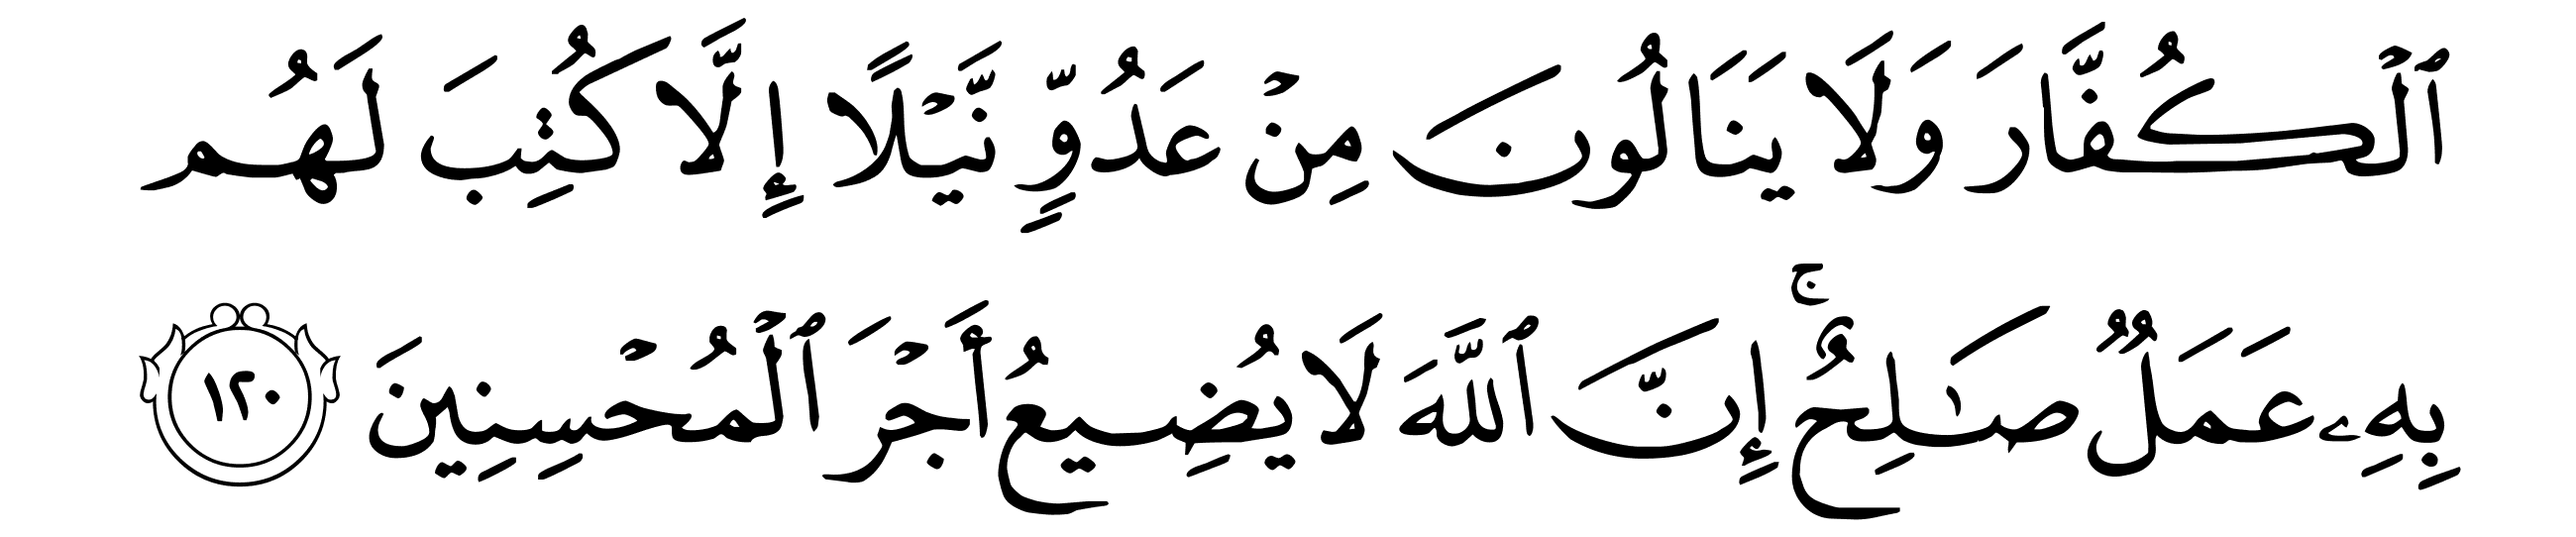 ٱلۡكُفَّارَ وَلَا يَنَالُونَ مِنۡ عَدُوّٖ نَّيۡلًا إِلَّا كُتِبَ لَهُم
بِهِۦ عَمَلٞ صَٰلِحٌۚ إِنَّ ٱللَّهَ لَا يُضِيعُ أَجۡرَ ٱلۡمُحۡسِنِينَ ١٢٠